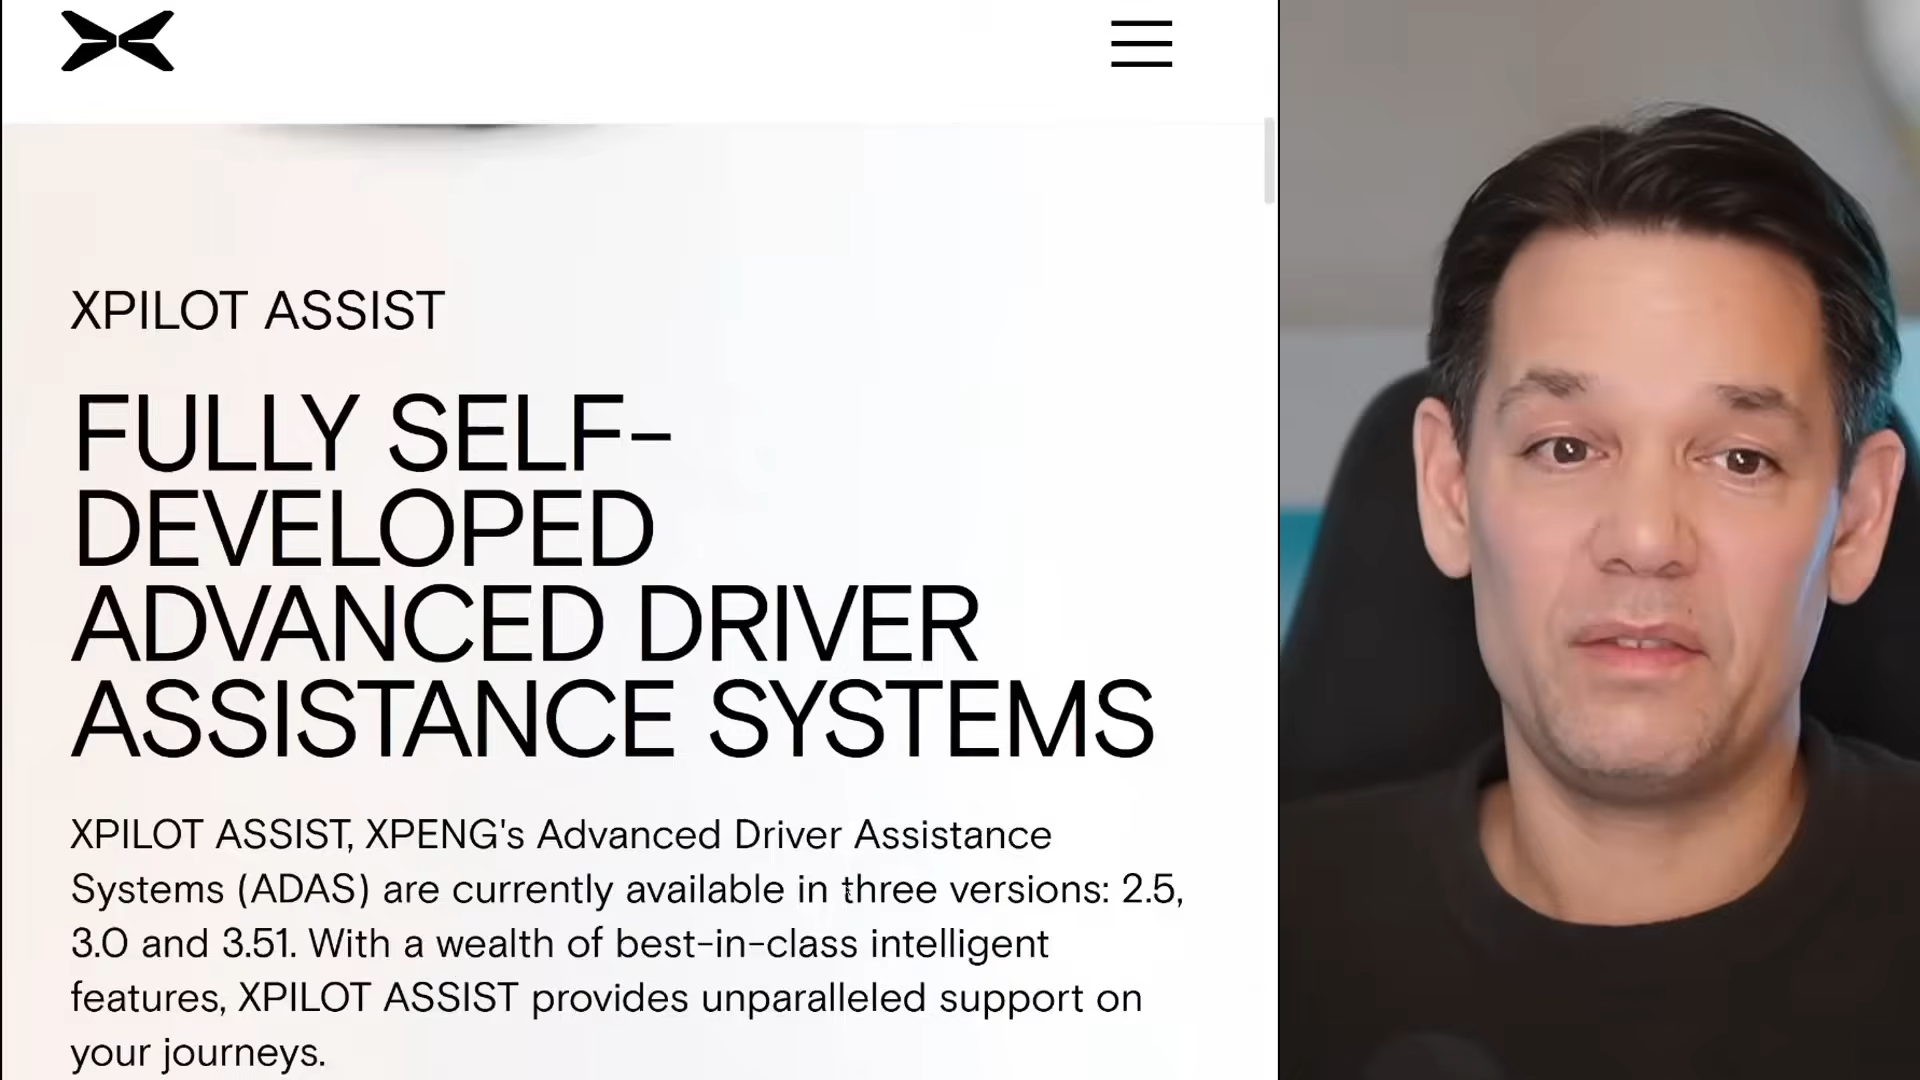 XPILOT ASSIST
FULLY SELF-
DEVELOPED
ADVANCED DRIVER
ASSISTANCE SYSTEMS
XPILOT ASSIST, XPENG's Advanced Driver Assistance
Systems (ADAS) are currently available in three versions: 2.5,
3.0 and 3.51. With a wealth of best-in-class intelligent
features, XPILOT ASSIST provides unparalleled support on
your journeys.